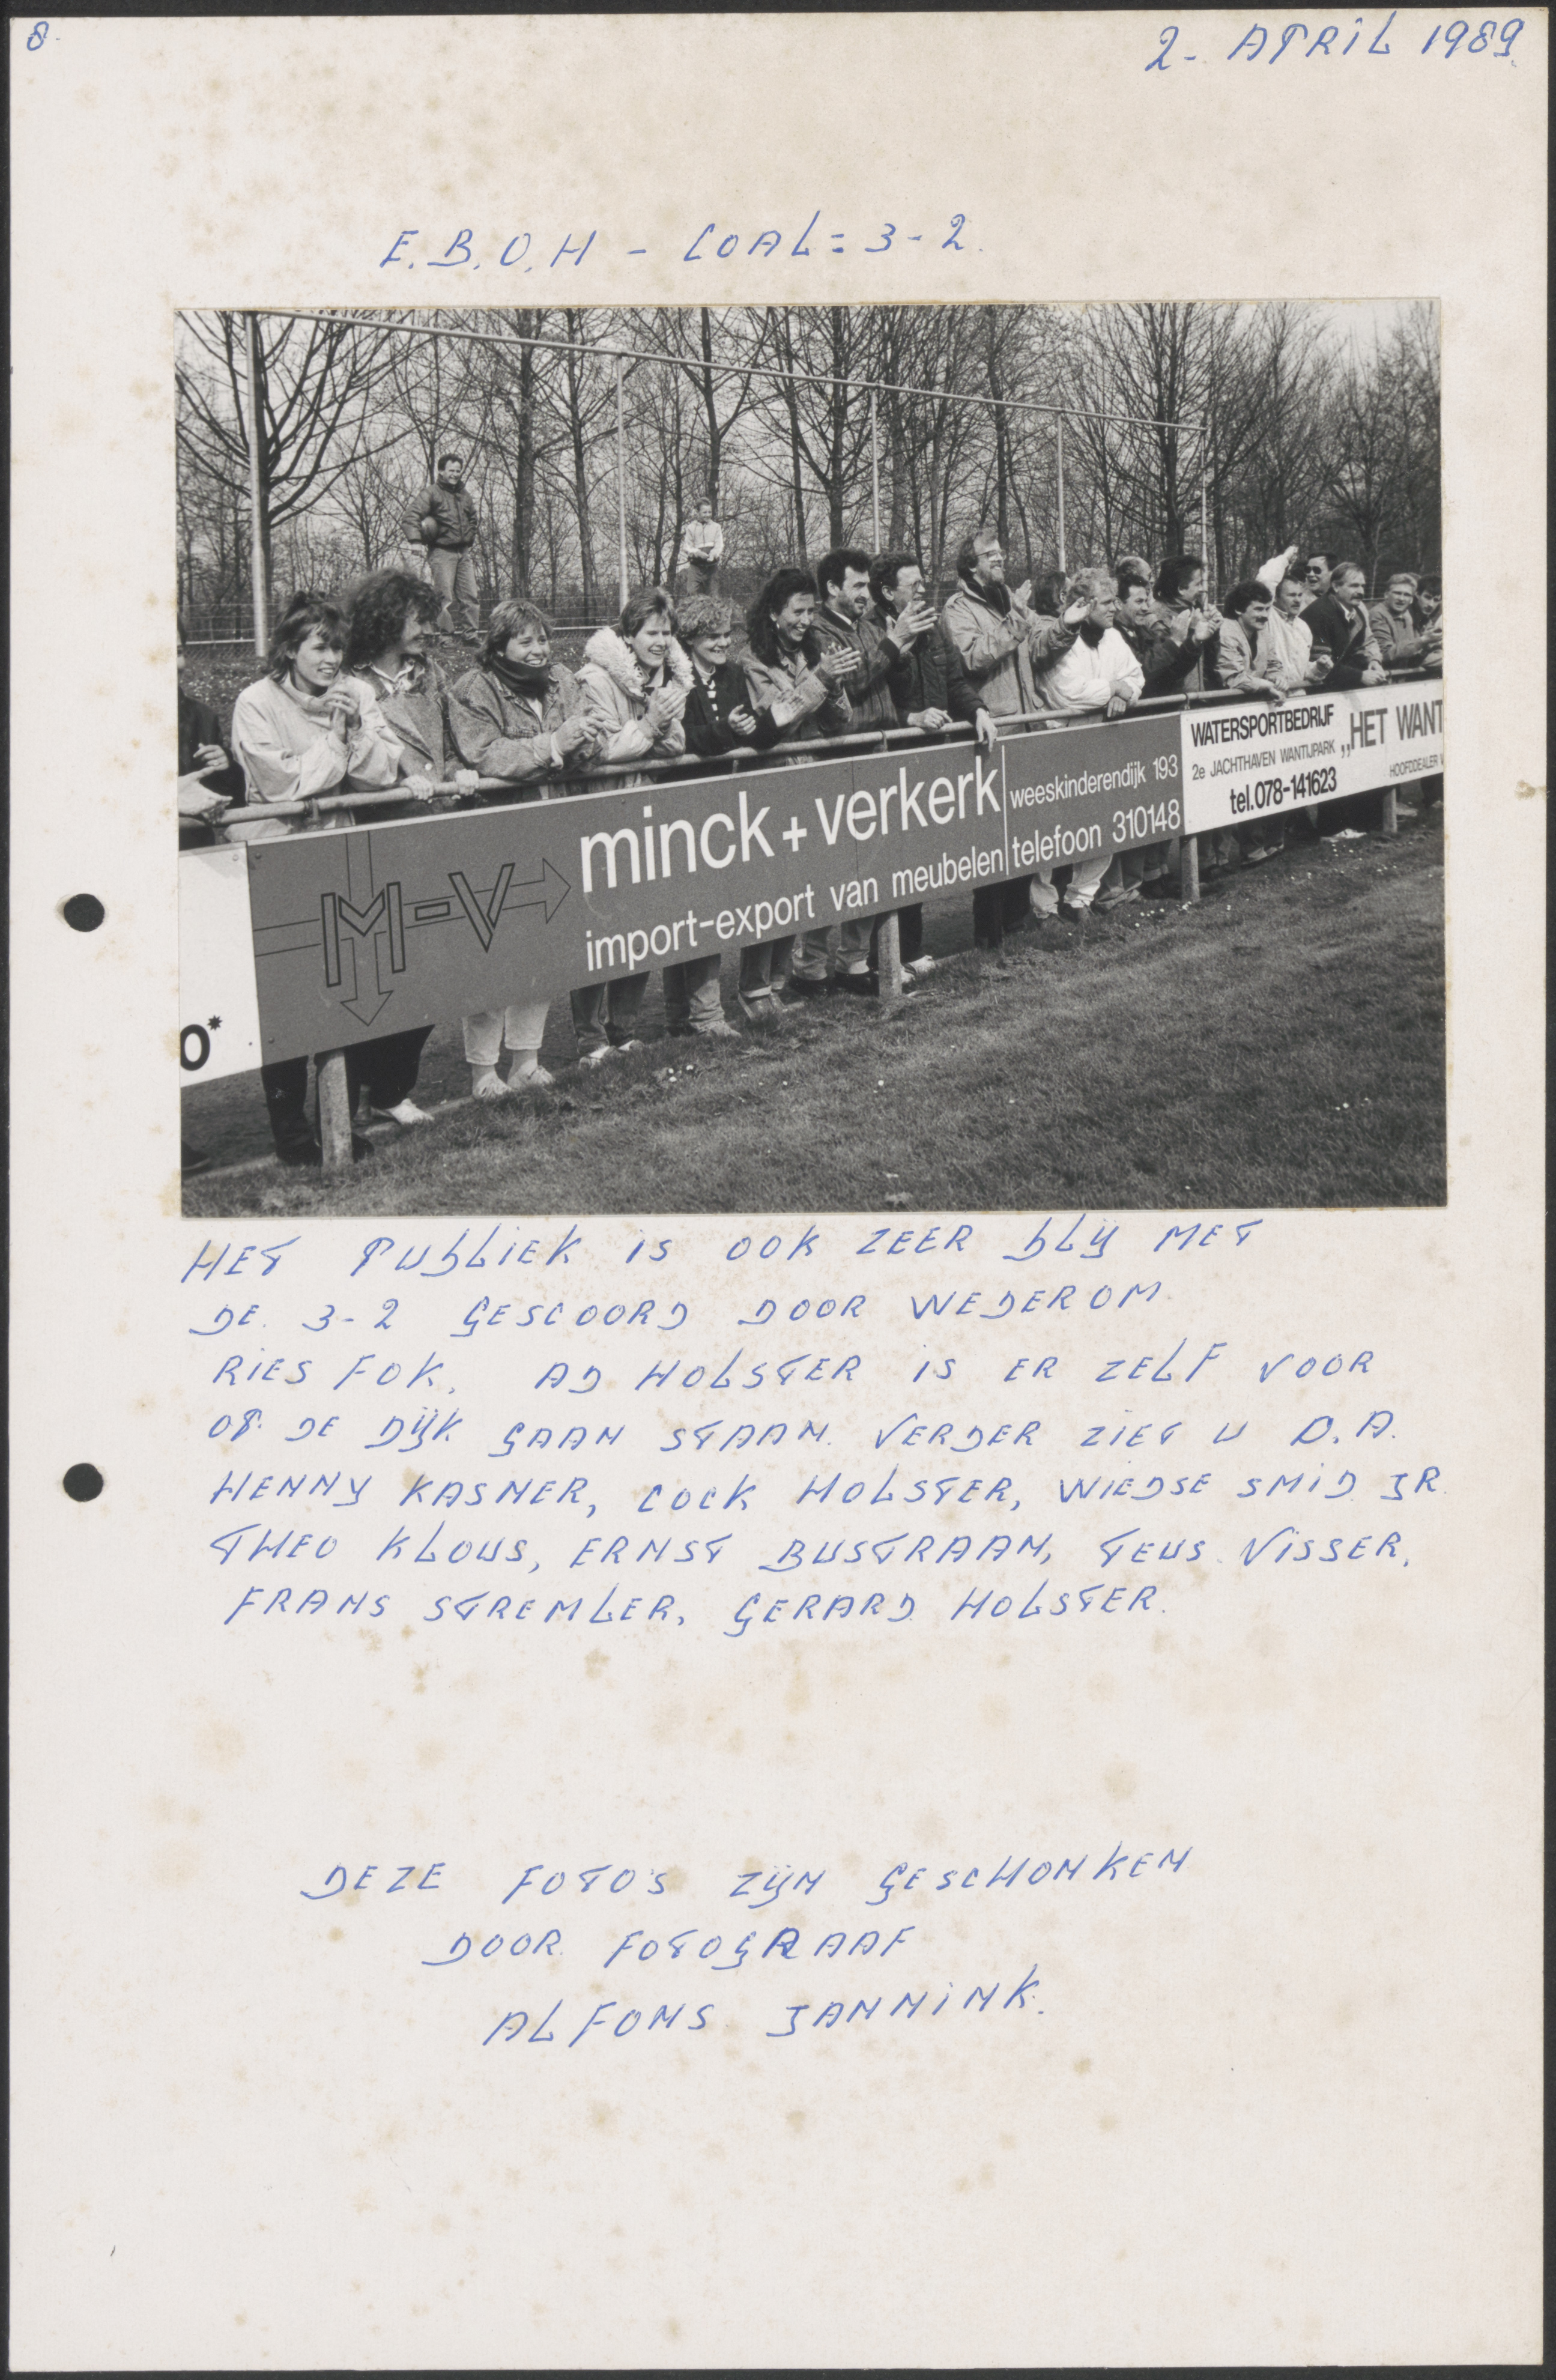 8.
2- APRIL 1989.
E.B.O.H - COAL = 3-2.
WATERSPORTBEDRIJF
2e JACHTHAVEN WANTIJPARK „HET WANT
HOOFDDEALER
tel.078-141623
minck+verkerk weeskinderendijk 193
import-export van meubelen telefoon 310148
M-V
O*
HET PUBLIEK IS OOK ZEER BLIJ MET
DE 3-2 GESCOORD DOOR WEDEROM
RIES FOK. AD HOLSTER IS ER ZELF VOOR
OP DE DIJK GAAN STAAN. VERDER ZIET U O.A.
HENNY KASNER, COCK HOLSTER, WIEDSE SMID JR
THEO KLOUS, ERNST BUSTRAAN, TEUS VISSER,
FRANS STREMLER, GERARD HOLSTER.
DEZE FOTO'S ZIJN GESCHONKEN
DOOR FOTOGRAAF
ALFONS JANNINK.